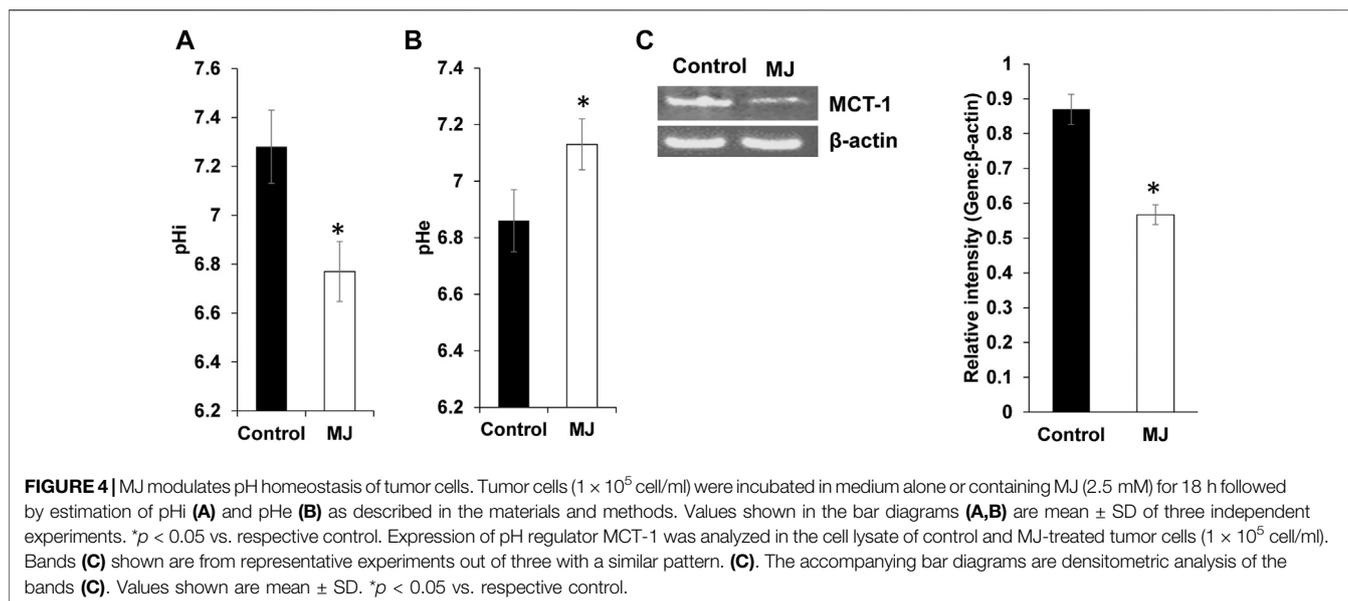 A
7.6
7.4
7.2
7
6.8
6.6
6.4
6.2
pHi
*
Control MJ
B
7.4
7.2
7
6.8
6.6
6.4
6.2
pHe
*
Control MJ
C
Control MJ
MCT-1
β-actin
1
0.9
0.8
0.7
0.6
0.5
0.4
0.3
0.2
0.1
0
Relative intensity (Gene:β-actin)
*
Control MJ
FIGURE 4 | MJ modulates pH homeostasis of tumor cells. Tumor cells (1 × 10⁵ cell/ml) were incubated in medium alone or containing MJ (2.5 mM) for 18 h followed
by estimation of pHi (A) and pHe (B) as described in the materials and methods. Values shown in the bar diagrams (A,B) are mean ± SD of three independent
experiments. *p < 0.05 vs. respective control. Expression of pH regulator MCT-1 was analyzed in the cell lysate of control and MJ-treated tumor cells (1 × 10⁵ cell/ml).
Bands (C) shown are from representative experiments out of three with a similar pattern. (C). The accompanying bar diagrams are densitometric analysis of the
bands (C). Values shown are mean ± SD. *p < 0.05 vs. respective control.